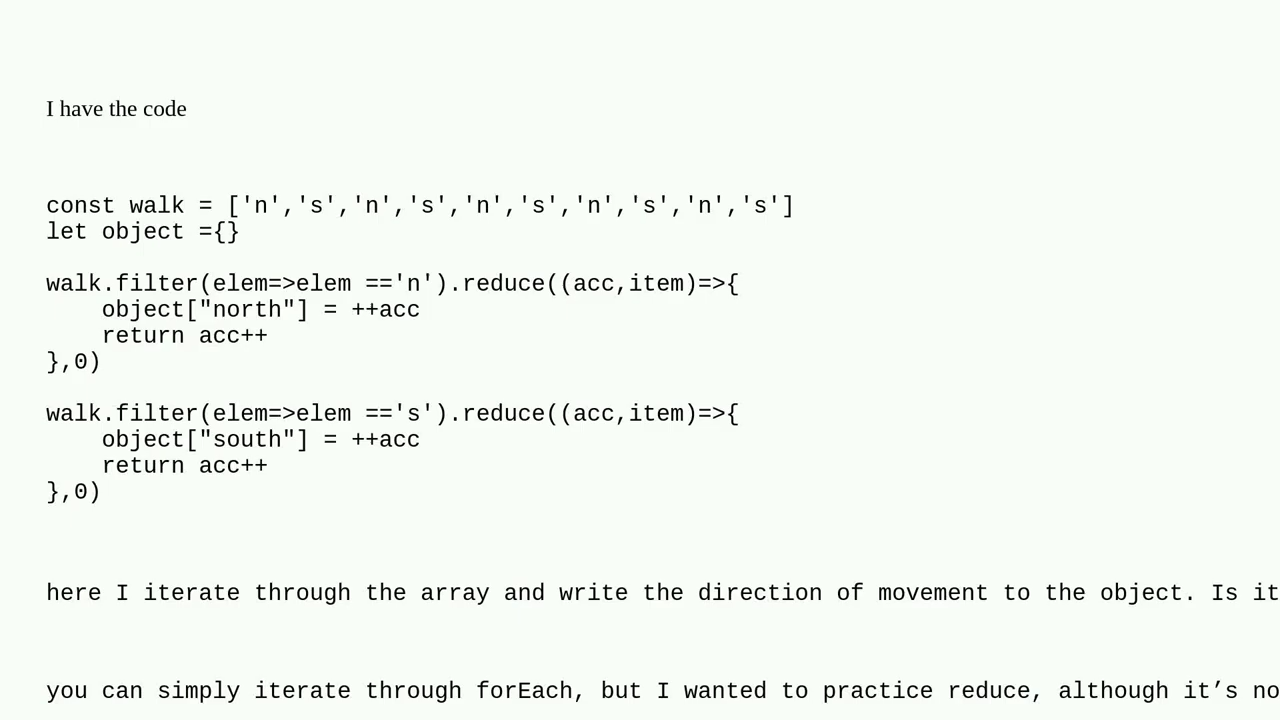 I have the code
const walk = ['n','s','n','s','n','s','n','s','n','s']
let object ={}
walk.filter(elem=>elem =='n').reduce((acc,item)=>{
    object["north"] = ++acc
    return acc++
},0)
walk.filter(elem=>elem =='s').reduce((acc,item)=>{
    object["south"] = ++acc
    return acc++
},0)
here I iterate through the array and write the direction of movement to the object. Is it
you can simply iterate through forEach, but I wanted to practice reduce, although it’s no